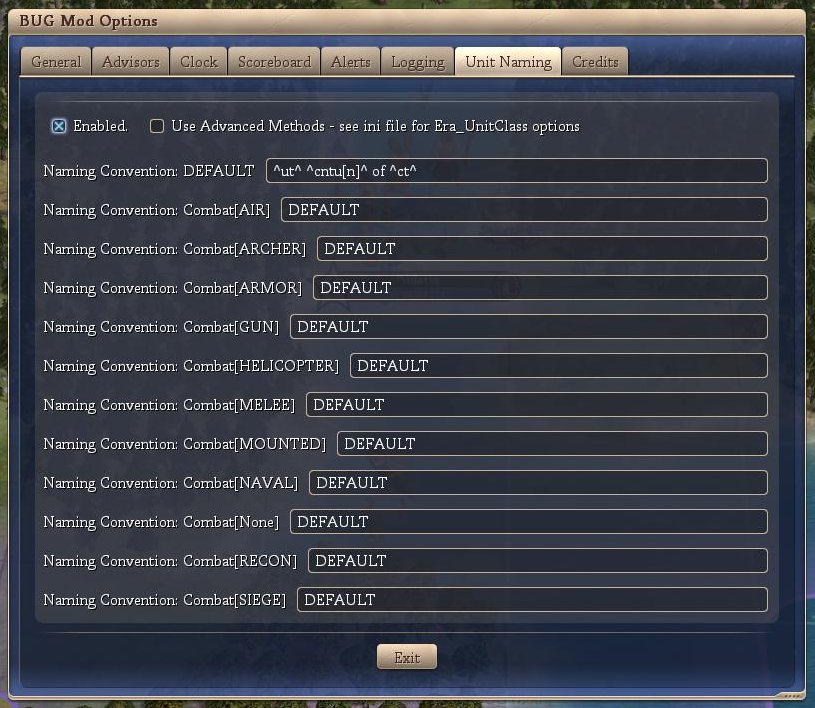 BUG Mod Options
General Advisors Clock Scoreboard Alerts Logging Unit Naming Credits
Enabled. Use Advanced Methods - see ini file for Era_UnitClass options
Naming Convention: DEFAULT ^ut^ ^cntu[n]^ of ^ct^
Naming Convention: Combat[AIR] DEFAULT
Naming Convention: Combat[ARCHER] DEFAULT
Naming Convention: Combat[ARMOR] DEFAULT
Naming Convention: Combat[GUN] DEFAULT
Naming Convention: Combat[HELICOPTER] DEFAULT
Naming Convention: Combat[MELEE] DEFAULT
Naming Convention: Combat[MOUNTED] DEFAULT
Naming Convention: Combat[NAVAL] DEFAULT
Naming Convention: Combat[None] DEFAULT
Naming Convention: Combat[RECON] DEFAULT
Naming Convention: Combat[SIEGE] DEFAULT
Exit